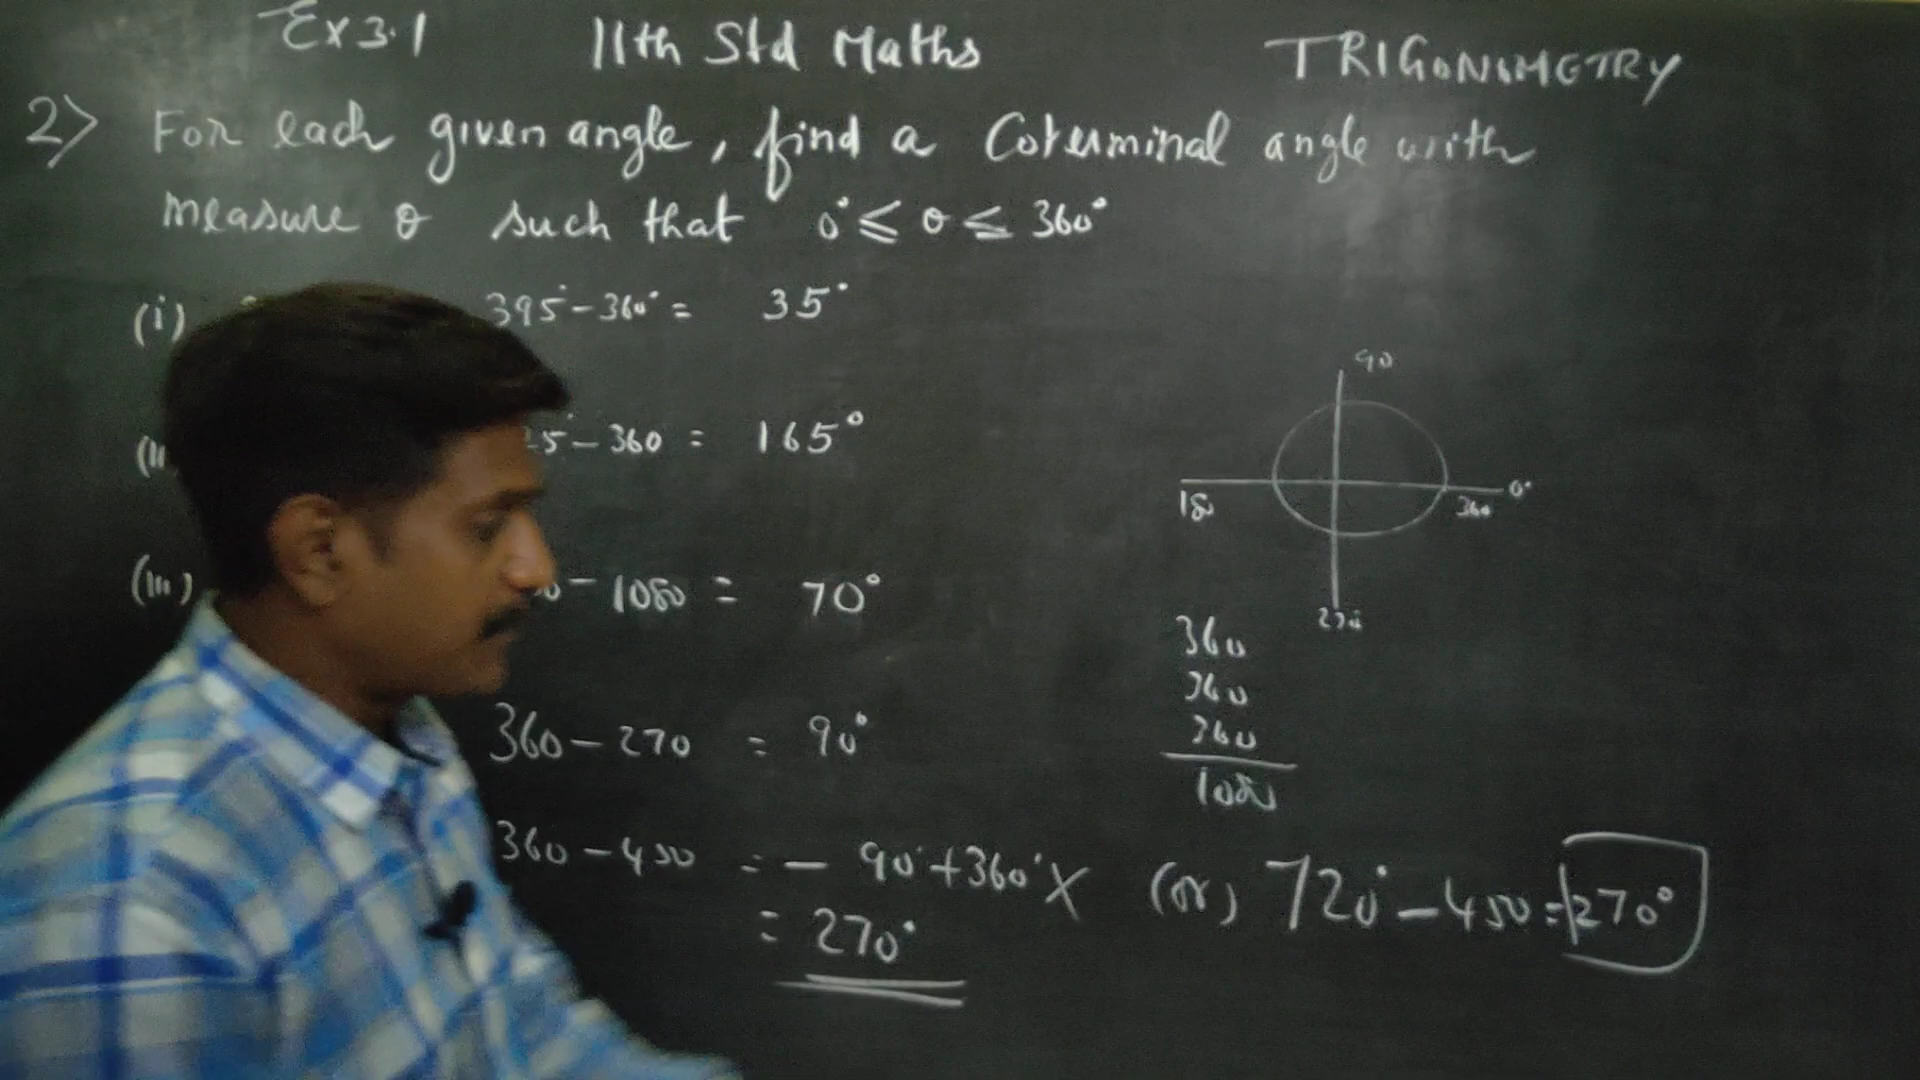 Ex 3.1 11th Std Maths TRIGONOMETRY
2) For each given angle, find a Coterminal angle with
measure θ such that 0° ≤ θ ≤ 360°
(i) 395° - 360° = 35°
5° - 360 = 165°
(iii) 0 - 1080 = 70°
360 - 270 = 90°
360 - 450 = - 90° + 360° X (or) 720° - 450 = 270°
= 270°
90
180
0°
360
270
360
360
360
1080